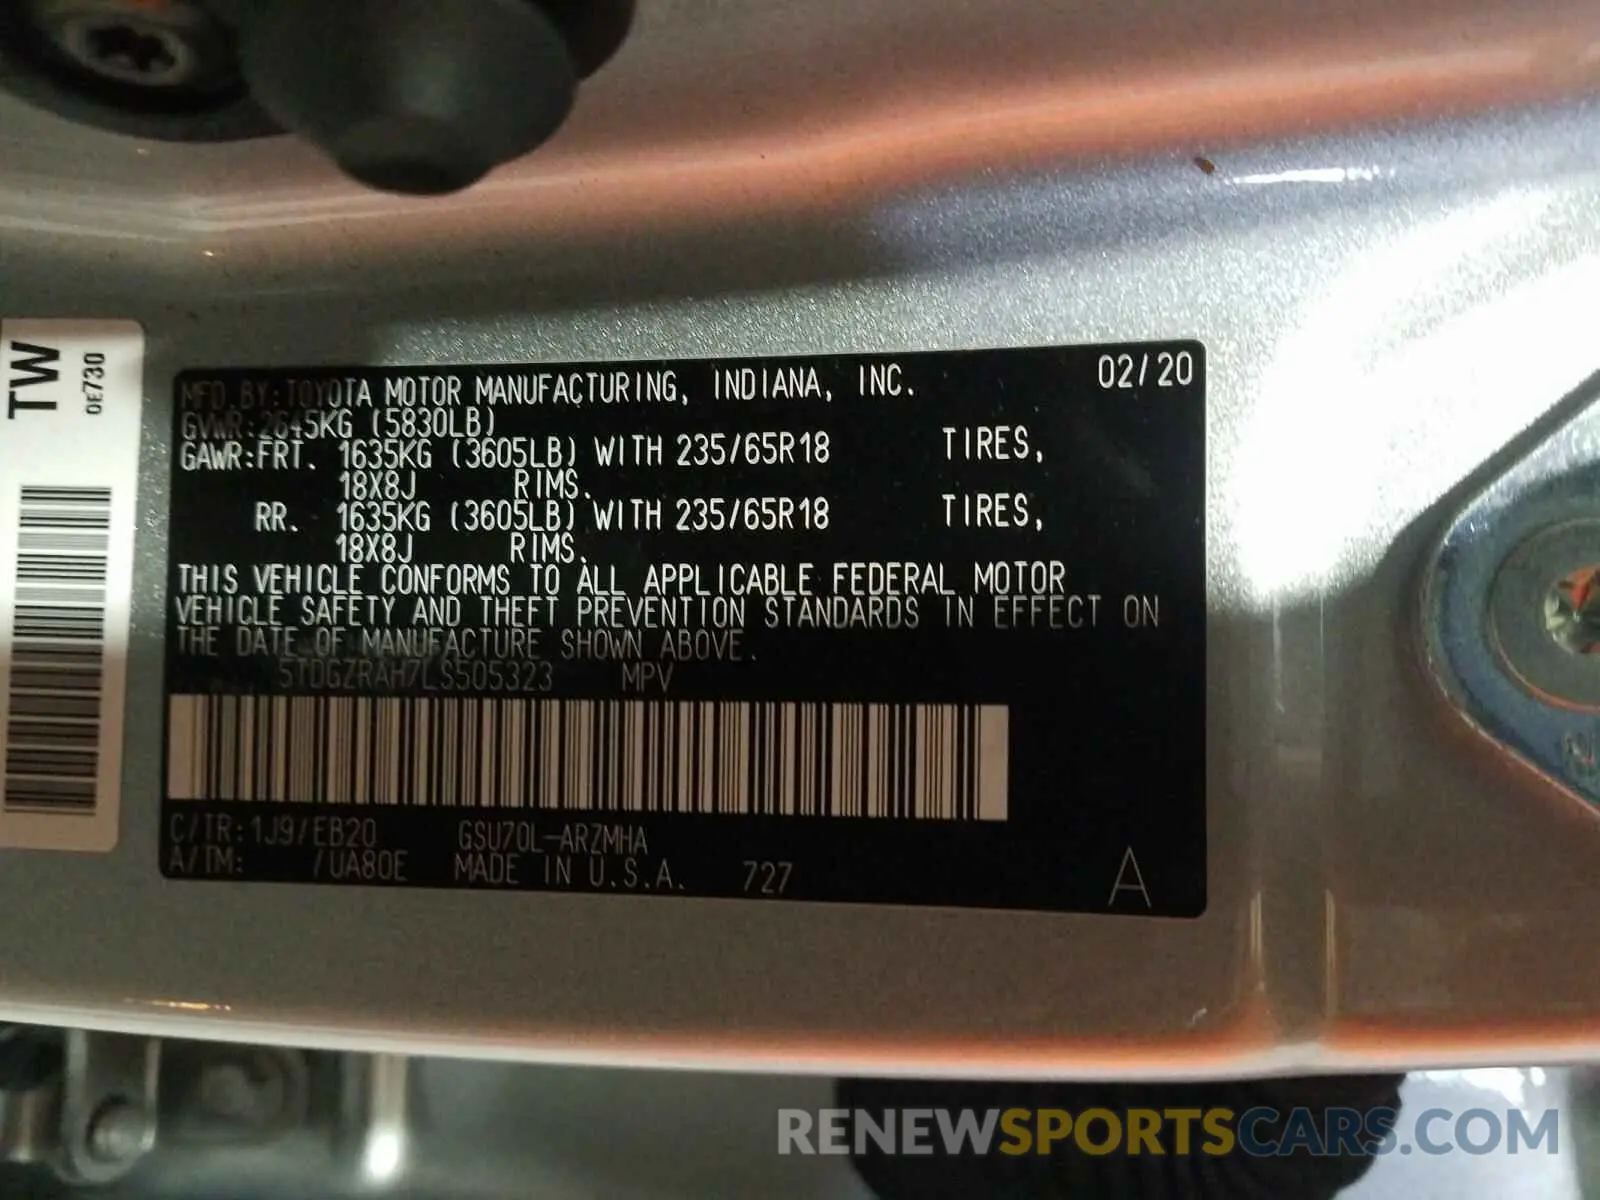 TW
0E730
MFD.BY:TOYOTA MOTOR MANUFACTURING, INDIANA, INC. 02/20
GVWR:2645KG (5830LB)
GAWR:FRT. 1635KG (3605LB) WITH 235/65R18 TIRES,
18X8J RIMS.
RR. 1635KG (3605LB) WITH 235/65R18 TIRES,
18X8J RIMS.
THIS VEHICLE CONFORMS TO ALL APPLICABLE FEDERAL MOTOR
VEHICLE SAFETY AND THEFT PREVENTION STANDARDS IN EFFECT ON
THE DATE OF MANUFACTURE SHOWN ABOVE.
5TDGZRAH7LS505323 MPV
C/TR:1J9/EB20 GSU70L-ARZMHA
A/TM: /UA80E MADE IN U.S.A. 727 A
RENEWSPORTSCARS.COM